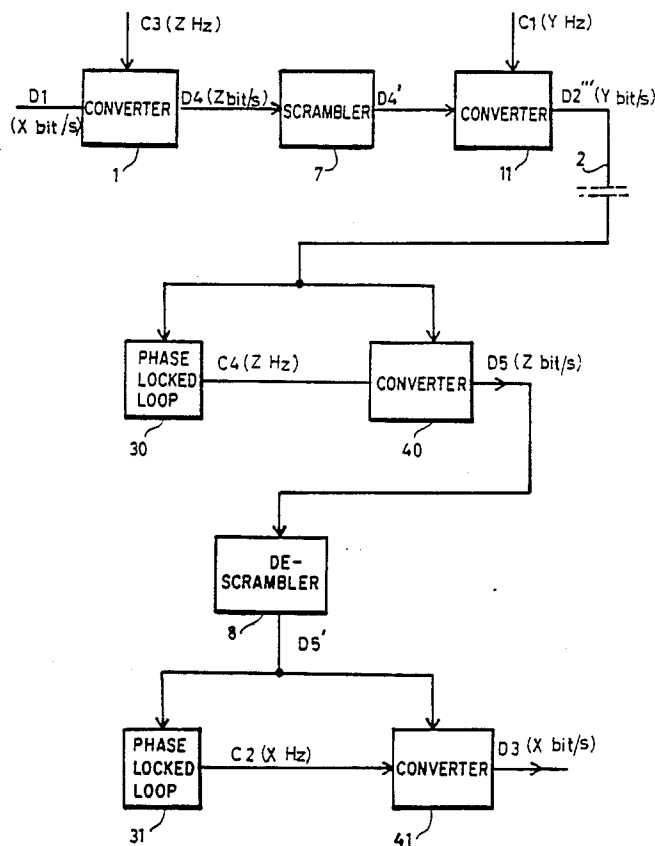 C3 (Z Hz)
C1 (Y Hz)
D1
(X bit/s)
CONVERTER
D4 (Z bit/s)
SCRAMBLER
D4'
CONVERTER
D2''' (Y bit/s)
1
7
11
2
PHASE
LOCKED
LOOP
C4 (Z Hz)
CONVERTER
D5 (Z bit/s)
30
40
DE-
SCRAMBLER
8
D5'
PHASE
LOCKED
LOOP
C2 (X Hz)
CONVERTER
D3 (X bit/s)
31
41